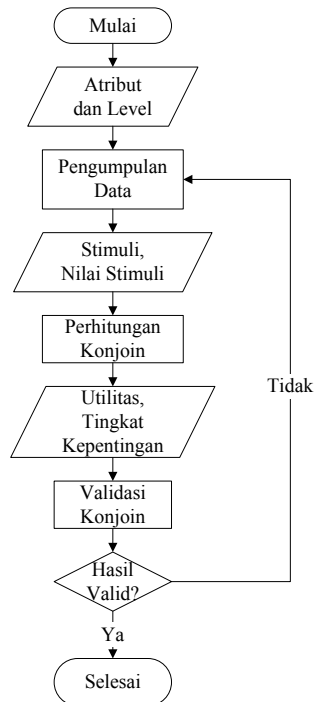 Mulai
Atribut
dan Level
Pengumpulan
Data
Stimuli,
Nilai Stimuli
Perhitungan
Konjoin
Utilitas,
Tingkat
Kepentingan
Validasi
Konjoin
Hasil
Valid?
Tidak
Ya
Selesai